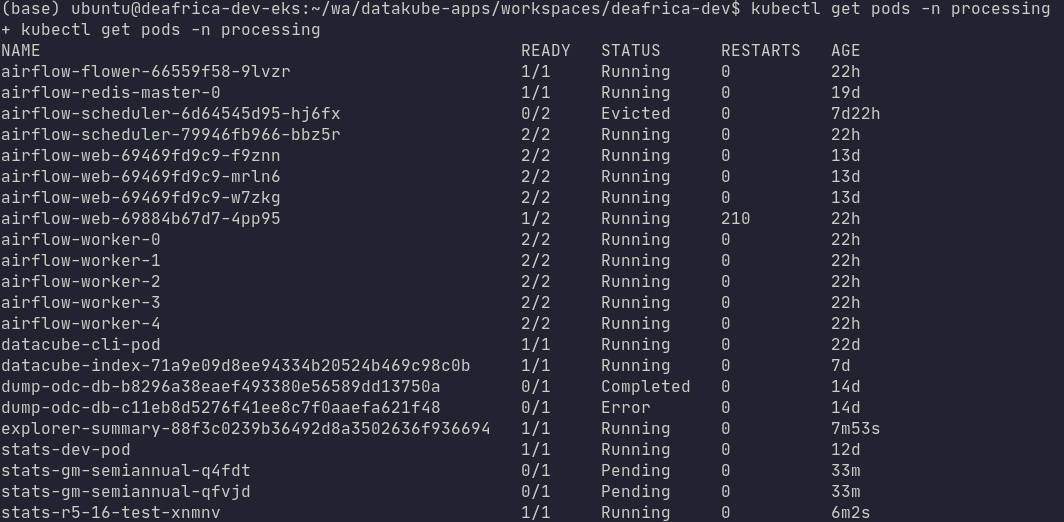 (base) ubuntu@deafrica-dev-eks:~/wa/datakube-apps/workspaces/deafrica-dev$ kubectl get pods -n processing
+ kubectl get pods -n processing
NAME READY STATUS RESTARTS AGE
airflow-flower-66559f58-9lvzr 1/1 Running 0 22h
airflow-redis-master-0 1/1 Running 0 19d
airflow-scheduler-6d64545d95-hj6fx 0/2 Evicted 0 7d22h
airflow-scheduler-79946fb966-bbz5r 2/2 Running 0 22h
airflow-web-69469fd9c9-f9znn 2/2 Running 0 13d
airflow-web-69469fd9c9-mrln6 2/2 Running 0 13d
airflow-web-69469fd9c9-w7zkg 2/2 Running 0 13d
airflow-web-69884b67d7-4pp95 1/2 Running 210 22h
airflow-worker-0 2/2 Running 0 22h
airflow-worker-1 2/2 Running 0 22h
airflow-worker-2 2/2 Running 0 22h
airflow-worker-3 2/2 Running 0 22h
airflow-worker-4 2/2 Running 0 22h
datacube-cli-pod 1/1 Running 0 22d
datacube-index-71a9e09d8ee94334b20524b469c98c0b 1/1 Running 0 7d
dump-odc-db-b8296a38eaef493380e56589dd13750a 0/1 Completed 0 14d
dump-odc-db-c11eb8d5276f41ee8c7f0aaefa621f48 0/1 Error 0 14d
explorer-summary-88f3c0239b36492d8a3502636f936694 1/1 Running 0 7m53s
stats-dev-pod 1/1 Running 0 12d
stats-gm-semiannual-q4fdt 0/1 Pending 0 33m
stats-gm-semiannual-qfvjd 0/1 Pending 0 33m
stats-r5-16-test-xnmnv 1/1 Running 0 6m2s